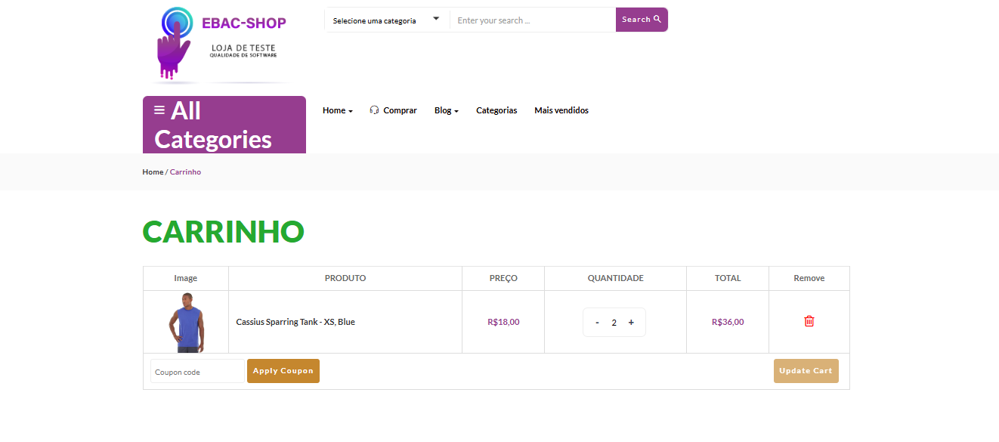 EBAC-SHOP
LOJA DE TESTE
QUALIDADE DE SOFTWARE
Selecione uma categoria
Enter your search ...
Search
All
Categories
Home
Comprar
Blog
Categorias
Mais vendidos
Home / Carrinho
CARRINHO
Image PRODUTO PREÇO QUANTIDADE TOTAL Remove
Cassius Sparring Tank - XS, Blue R$18,00 - 2 + R$36,00
Coupon code Apply Coupon Update Cart